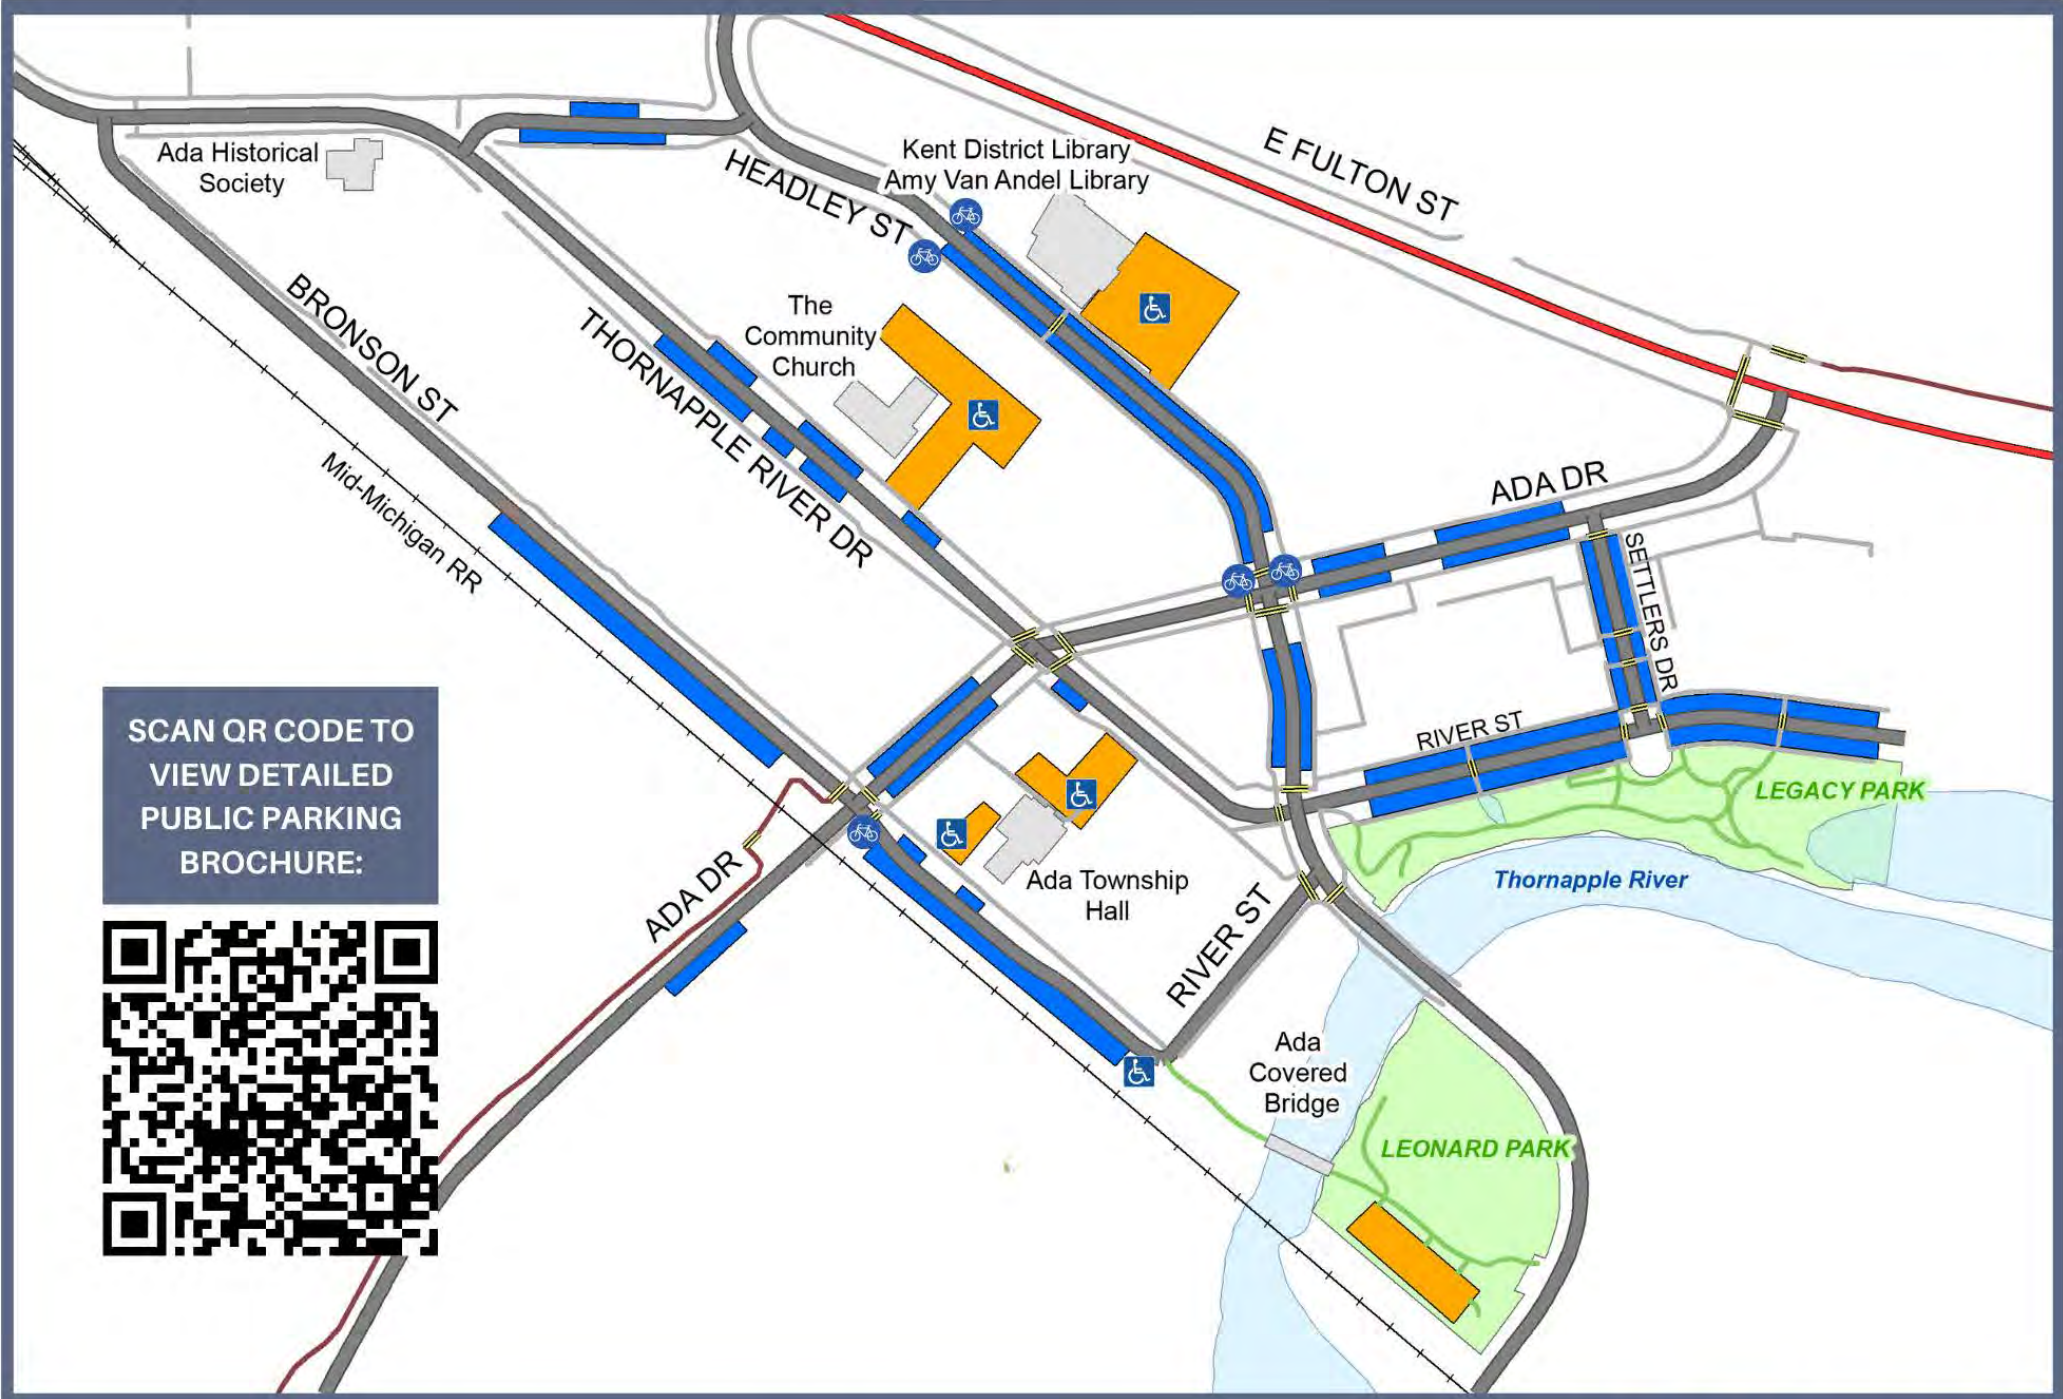 E FULTON ST
Kent District Library
Amy Van Andel Library
Ada Historical
Society
HEADLEY ST
BRONSON ST
The
Community
Church
THORNAPPLE RIVER DR
Mid-Michigan RR
ADA DR
SETTLERS DR
RIVER ST
LEGACY PARK
SCAN QR CODE TO
VIEW DETAILED
PUBLIC PARKING
BROCHURE:
ADA DR
Ada Township
Hall
Thornapple River
RIVER ST
Ada
Covered
Bridge
LEONARD PARK